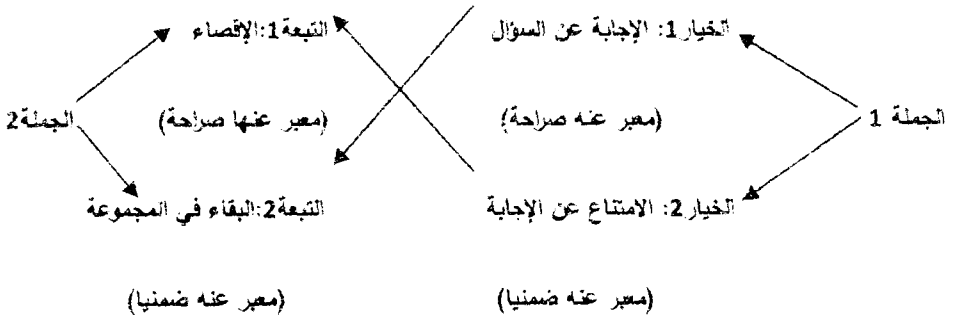 الخيار1: الإجابة عن السؤال
التبعة1:الإقصاء
الجملة 1
(معبر عنه صراحة)
(معبر عنها صراحة)
الجملة2
الخيار2: الامتناع عن الإجابة
التبعة2:البقاء في المجموعة
(معبر عنه ضمنيا)
(معبر عنه ضمنيا)